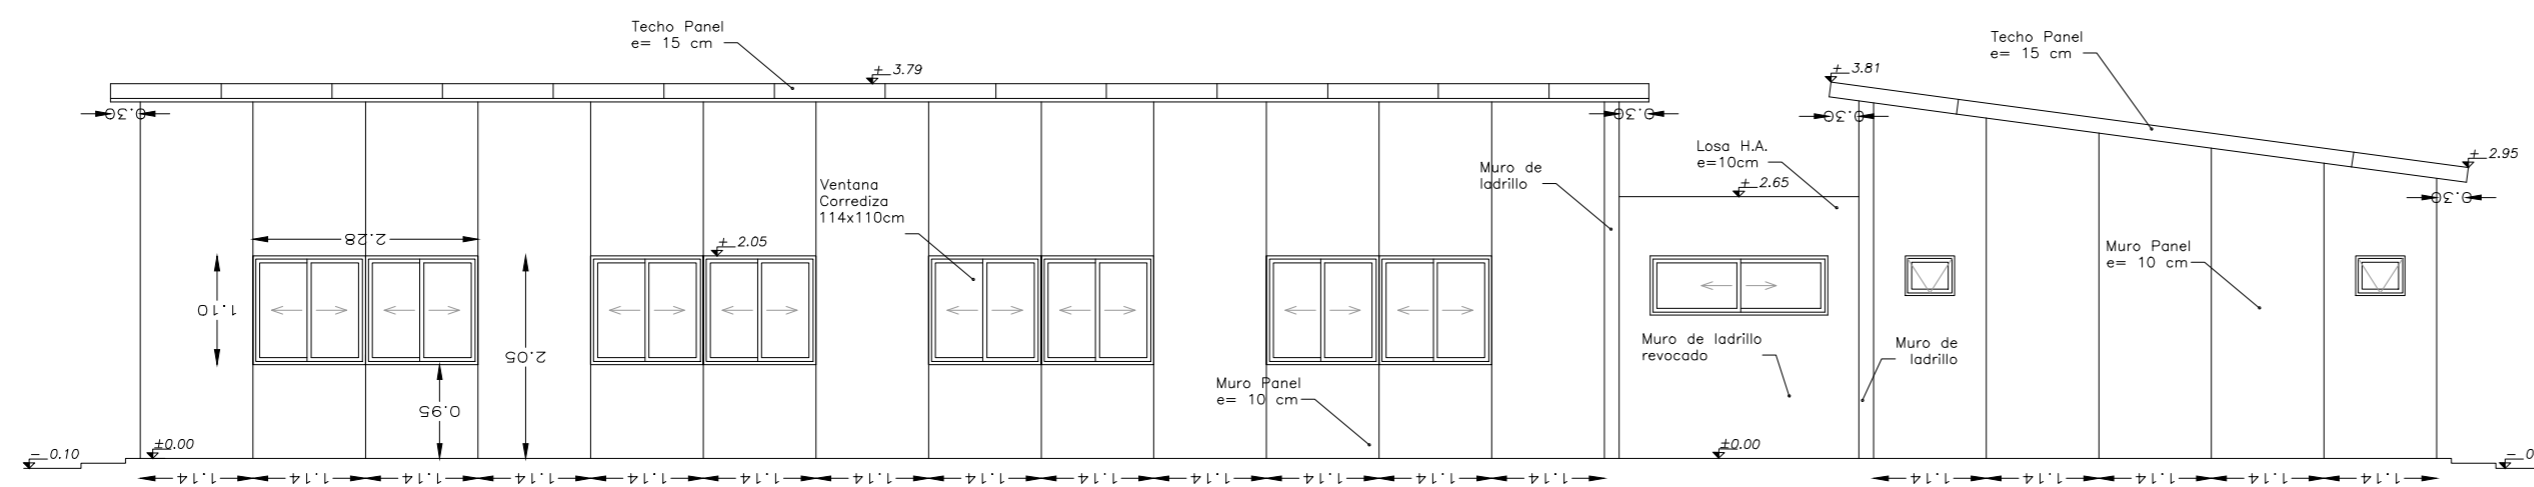 Techo Panel
e= 15 cm
+ 3.79
Techo Panel
e= 15 cm
+ 3.81
0.30
0.30
0.30
Losa H.A.
e=10cm
+ 2.95
Muro de
ladrillo
Ventana
Corrediza
114x110cm
+ 2.65
0.30
2.28
+ 2.05
Muro Panel
e= 10 cm
1.10
2.05
Muro de ladrillo
revocado
Muro de
ladrillo
Muro Panel
e= 10 cm
0.95
±0.00
±0.00
- 0.10
- 0
1.14 1.14 1.14 1.14 1.14 1.14 1.14 1.14 1.14 1.14 1.14 1.14 1.14 1.14 1.14 1.14 1.14 1.14